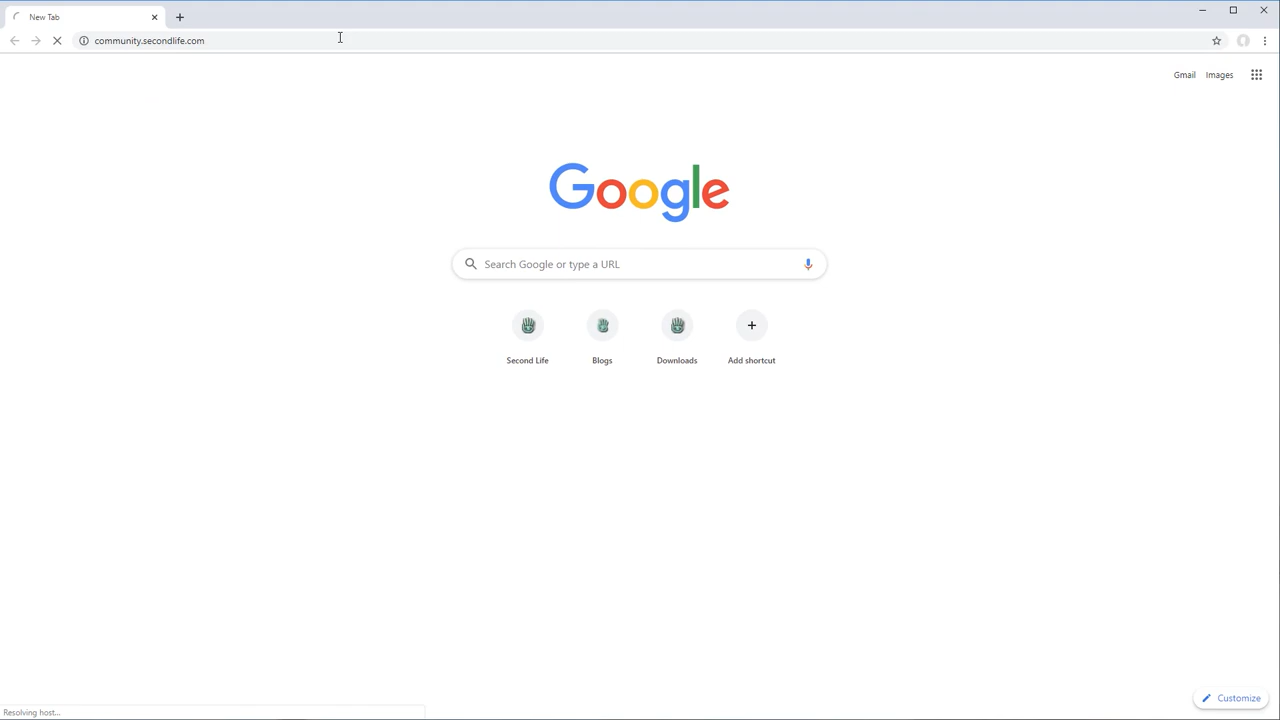 New Tab
community.secondlife.com
Gmail Images
Google
Search Google or type a URL
Second Life Blogs Downloads Add shortcut
Customize
Resolving host...